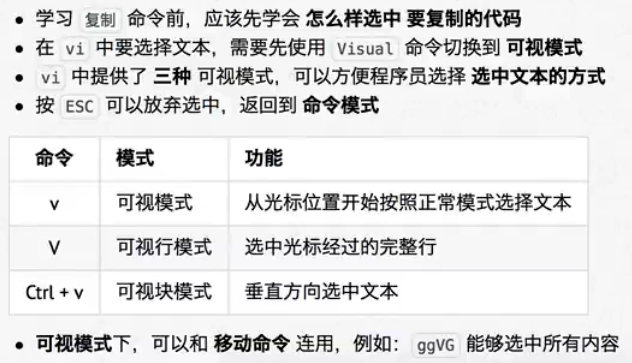 • 学习 复制 命令前，应该先学会 怎么样选中 要复制的代码
• 在 vi 中要选择文本，需要先使用 Visual 命令切换到 可视模式
• vi 中提供了 三种 可视模式，可以方便程序员选择 选中文本的方式
• 按 ESC 可以放弃选中，返回到 命令模式
命令 模式 功能
v 可视模式 从光标位置开始按照正常模式选择文本
V 可视行模式 选中光标经过的完整行
Ctrl + v 可视块模式 垂直方向选中文本
• 可视模式下，可以和 移动命令 连用，例如：ggVG 能够选中所有内容